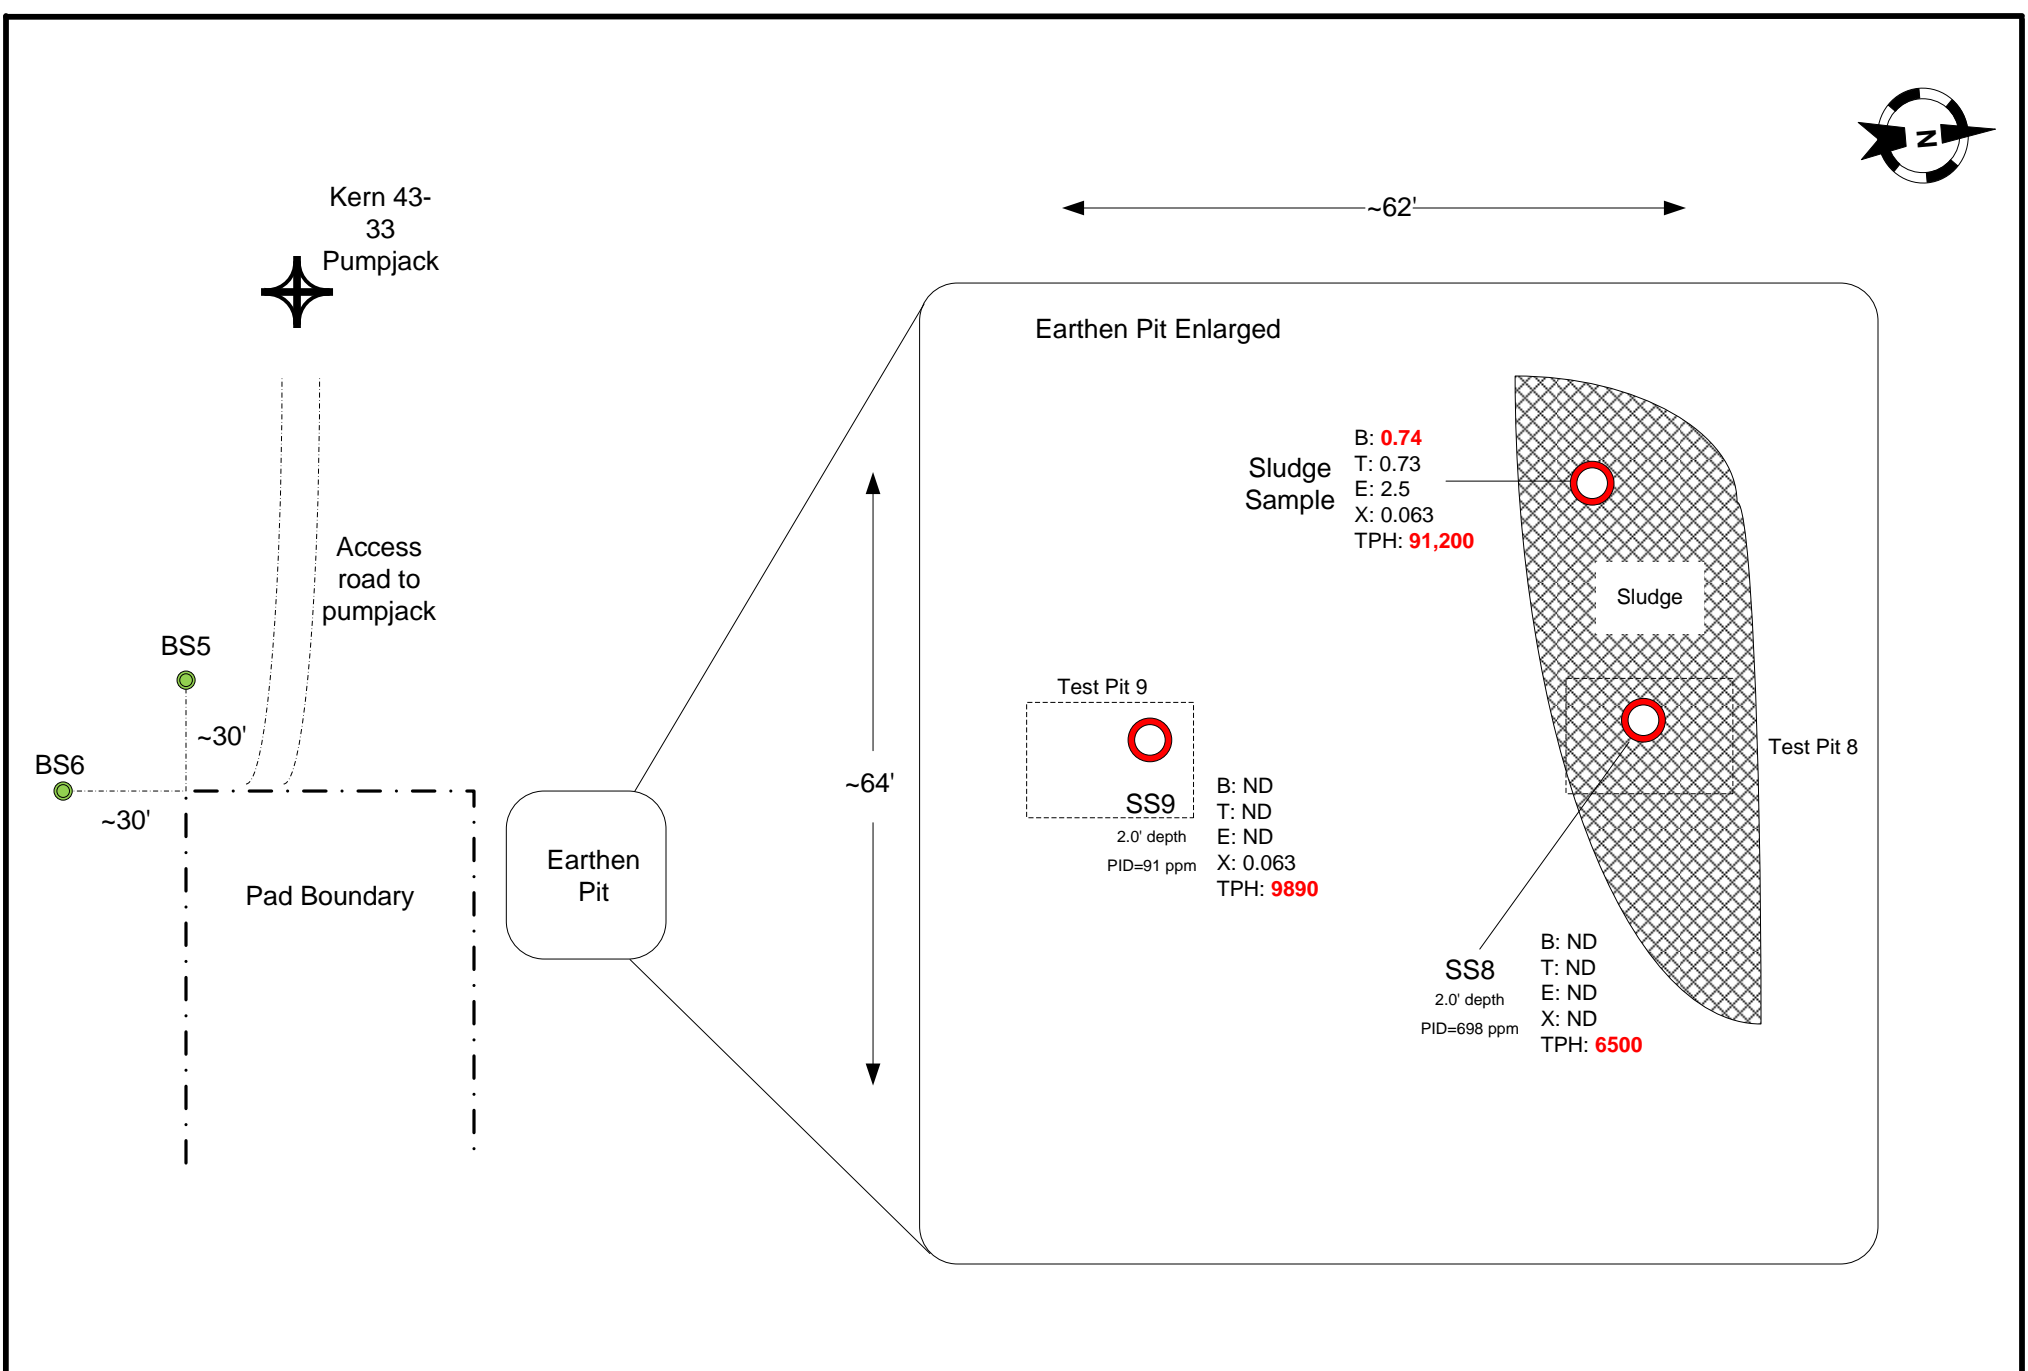 Kern 43-
33
Pumpjack
N
~62'
Earthen Pit Enlarged
B: 0.74
T: 0.73
E: 2.5
X: 0.063
TPH: 91,200
Sludge
Sample
Sludge
Access
road to
pumpjack
BS5
~30'
BS6
~30'
Pad Boundary
Earthen
Pit
~64'
Test Pit 9
SS9
2.0' depth
PID=91 ppm
B: ND
T: ND
E: ND
X: 0.063
TPH: 9890
Test Pit 8
SS8
2.0' depth
PID=698 ppm
B: ND
T: ND
E: ND
X: ND
TPH: 6500